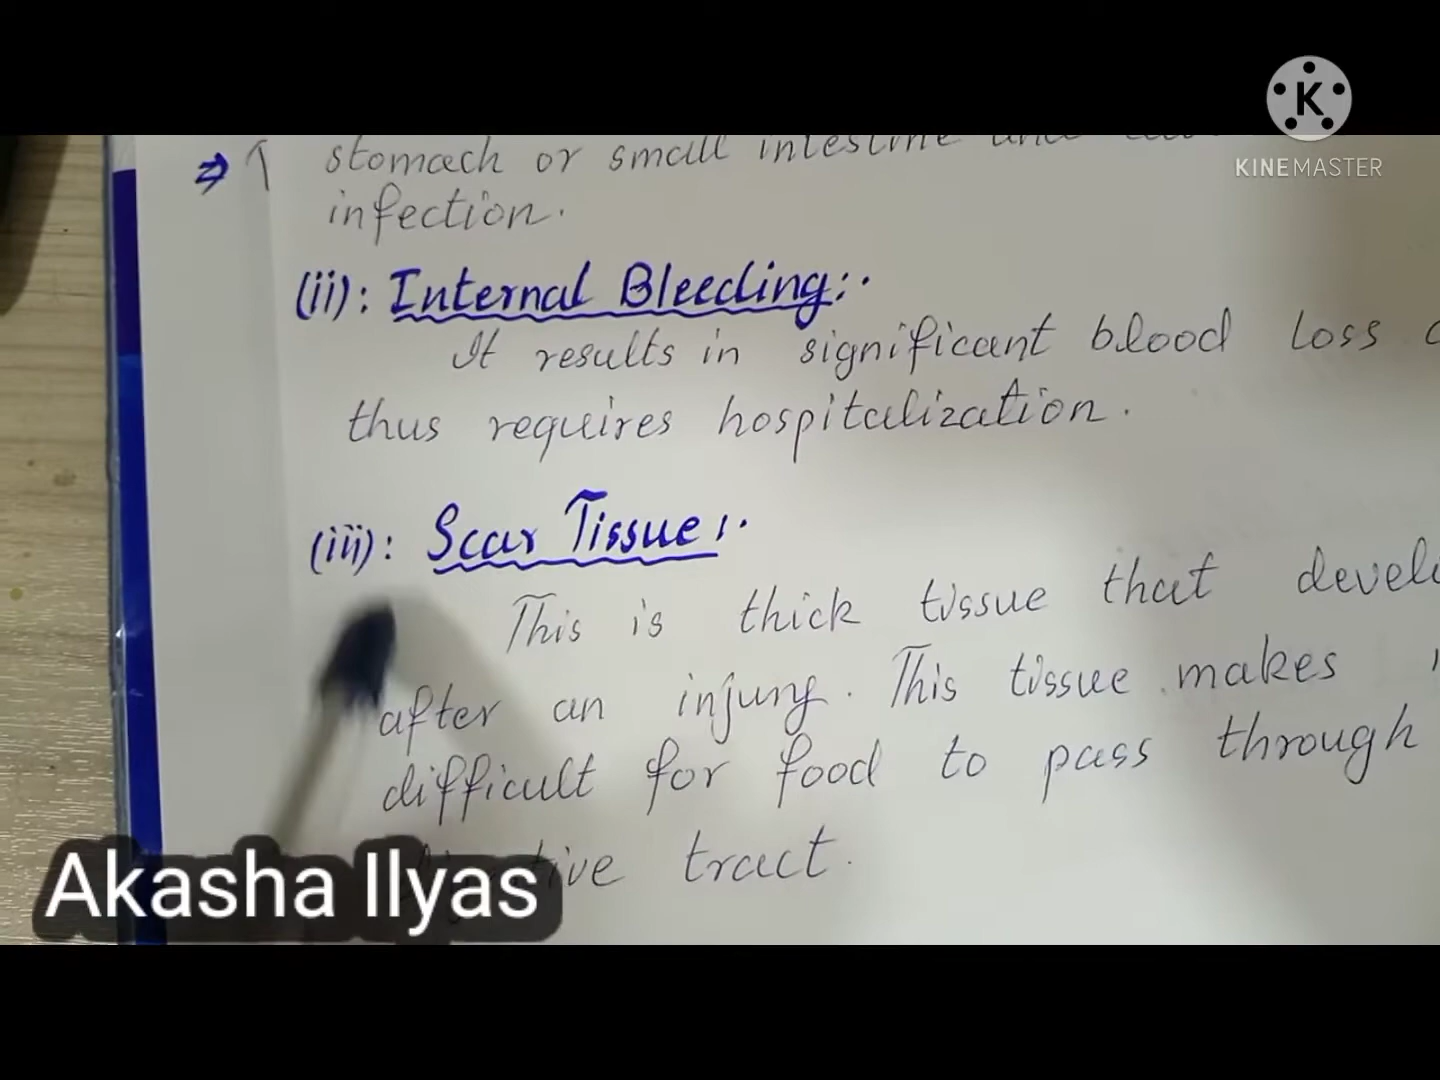 KINEMASTER
stomach or small intestine and
infection.
(ii): Internal Bleeding:
It results in significant blood loss
thus requires hospitalization.
(iii): Scar Tissue:
This is thick tissue that
after an injury. This tissue makes
difficult for food to pass through
tract.
Akasha Ilyas